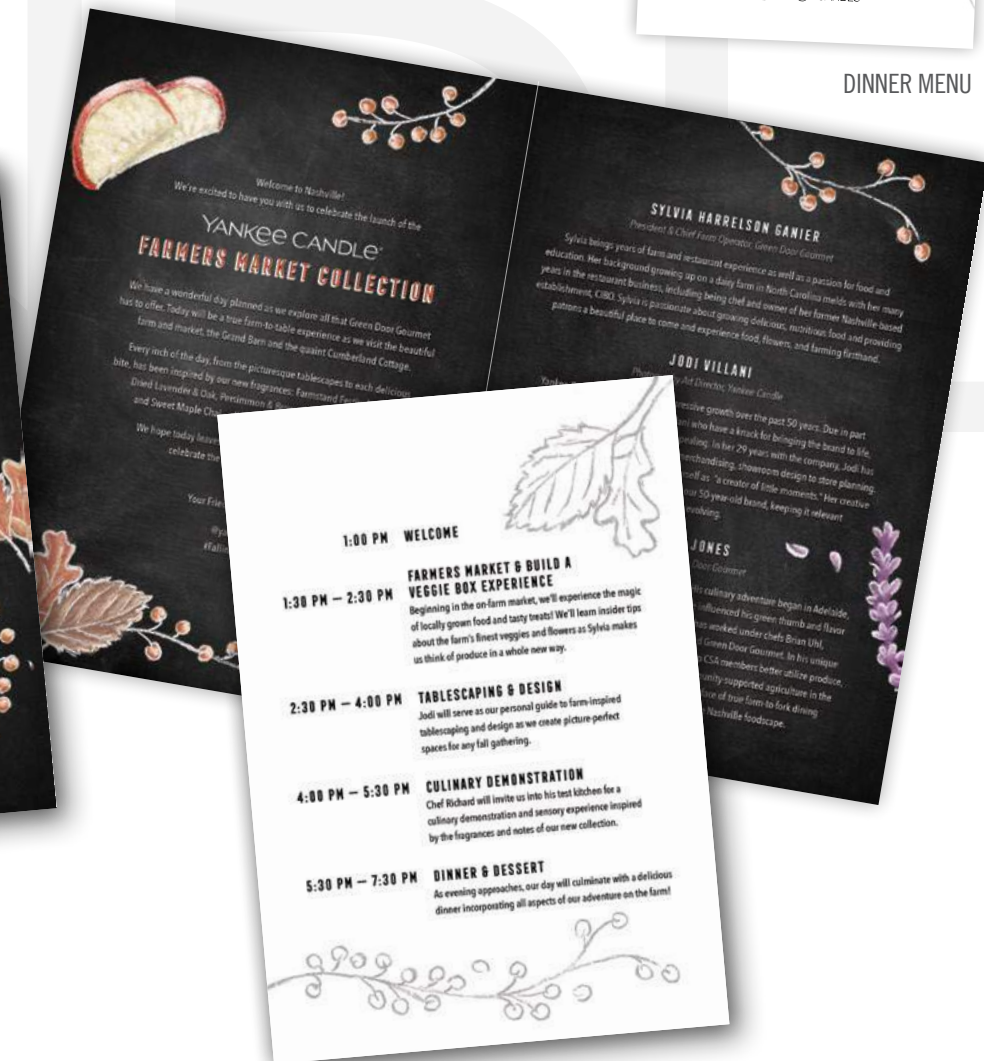 DINNER MENU
Welcome to Nashville!
We're excited to have you with us to celebrate the launch of the
YANKEE CANDLE®
FARMERS MARKET COLLECTION
We have a wonderful day planned as we explore all that Green Door Gourmet
has to offer. Today will be a true farm-to-table experience as we visit the beautiful
farm and market, the Grand Barn and the quaint Cumberland Cottage.
Every inch of the day, from the picturesque tablescapes to each delicious
bite, has been inspired by our new fragrances: Farmstand
Dried Lavender & Oak, Persimmon &
and Sweet Maple
We hope today
celebrate the
Your
SYLVIA HARRELSON GANIER
President & Chief Farm Operator, Green Door Gourmet
Sylvia brings years of farm and restaurant experience as well as a passion for food and
education. Her background growing up on a dairy farm in North Carolina melds with her many
years in the restaurant business, including being chef and owner of her former Nashville-based
establishment, CIBO. Sylvia is passionate about growing delicious, nutritious food and providing
patrons a beautiful place to come and experience food, flowers, and farming firsthand.
JODI VILLANI
Art Director, Yankee Candle
growth over the past 50 years. Due in part
who have a knack for bringing the brand to life,
In her 29 years with the company, Jodi has
merchandising, showroom design to store planning.
as "a creator of little moments." Her creative
our 50 year-old brand, keeping it relevant
evolving.
JONES
Door Gourmet
culinary adventure began in Adelaide,
influenced his green thumb and flavor
has worked under chefs Brian Uhl,
Green Door Gourmet. In his unique
CSA members better utilize produce,
supported agriculture in the
of true farm-to-fork dining
Nashville foodscape.
1:00 PM WELCOME
1:30 PM — 2:30 PM FARMERS MARKET & BUILD A
VEGGIE BOX EXPERIENCE
Beginning in the on-farm market, we'll experience the magic
of locally grown food and tasty treats! We'll learn insider tips
about the farm's finest veggies and flowers as Sylvia makes
us think of produce in a whole new way.
2:30 PM — 4:00 PM TABLESCAPING & DESIGN
Jodi will serve as our personal guide to farm-inspired
tablescaping and design as we create picture-perfect
spaces for any fall gathering.
4:00 PM — 5:30 PM CULINARY DEMONSTRATION
Chef Richard will invite us into his test kitchen for a
culinary demonstration and sensory experience inspired
by the fragrances and notes of our new collection.
5:30 PM — 7:30 PM DINNER & DESSERT
As evening approaches, our day will culminate with a delicious
dinner incorporating all aspects of our adventure on the farm!